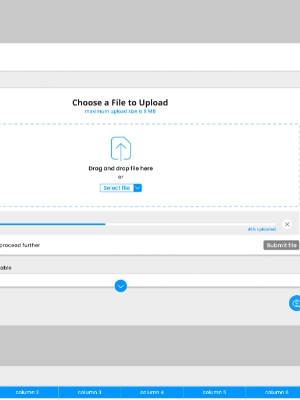 Choose a File to Upload
maximum upload size is 5 MB
Drag and drop file here
or
Select file
45% uploaded
proceed further
Submit file
able
column 2
column 3
column 4
column 5
column 6